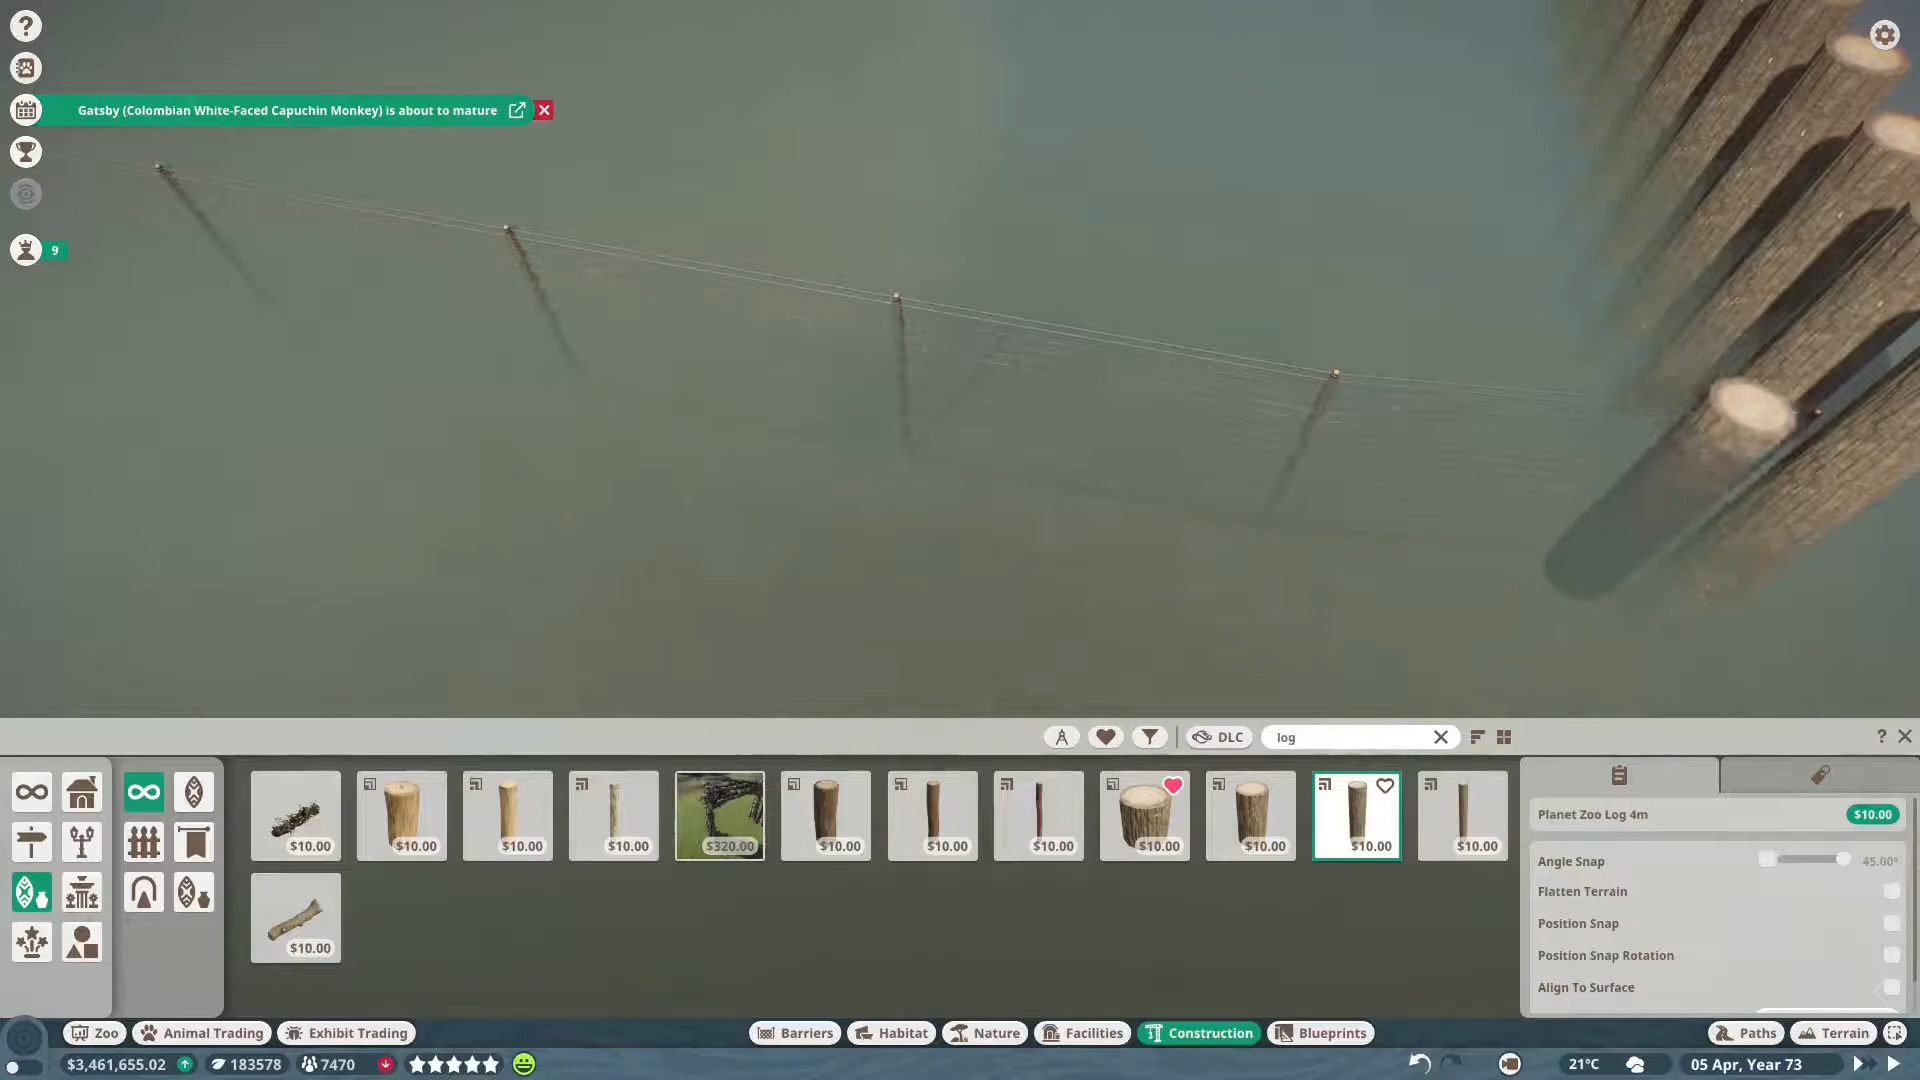 ?
Gatsby (Colombian White-Faced Capuchin Monkey) is about to mature
9
DLC
log
?
$10.00
$10.00
$10.00
$10.00
$320.00
$10.00
$10.00
$10.00
$10.00
$10.00
$10.00
$10.00
$10.00
Planet Zoo Log 4m
$10.00
Angle Snap
45.00°
Flatten Terrain
Position Snap
Position Snap Rotation
Align To Surface
Zoo
Animal Trading
Exhibit Trading
Barriers
Habitat
Nature
Facilities
Construction
Blueprints
Paths
Terrain
$3,461,655.02
183578
7470
21°C
05 Apr, Year 73